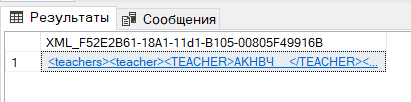 Результаты Сообщения
XML_F52E2B61-18A1-11d1-B105-00805F49916B
1 <teachers><teacher><TEACHER>АКНВЧ </TEACHER><...